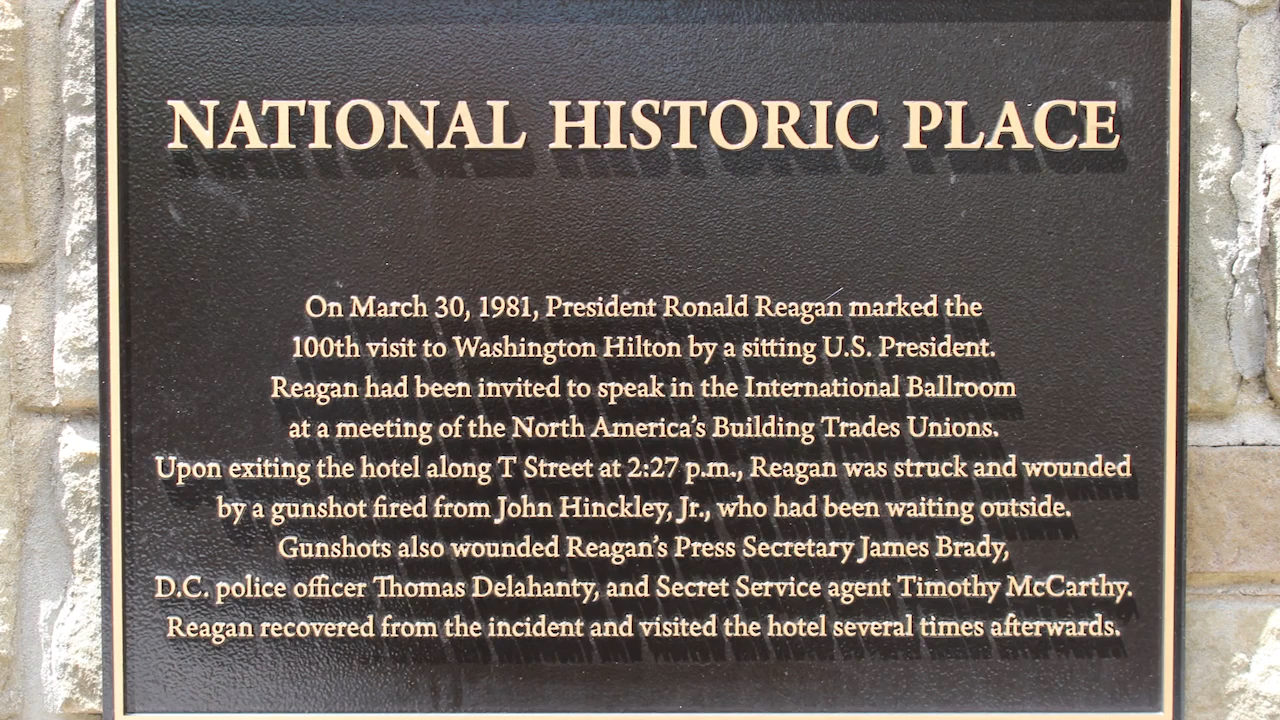 NATIONAL HISTORIC PLACE
On March 30, 1981, President Ronald Reagan marked the
100th visit to Washington Hilton by a sitting U.S. President.
Reagan had been invited to speak in the International Ballroom
at a meeting of the North America’s Building Trades Unions.
Upon exiting the hotel along T Street at 2:27 p.m., Reagan was struck and wounded
by a gunshot fired from John Hinckley, Jr., who had been waiting outside.
Gunshots also wounded Reagan’s Press Secretary James Brady,
D.C. police officer Thomas Delahanty, and Secret Service agent Timothy McCarthy.
Reagan recovered from the incident and visited the hotel several times afterwards.